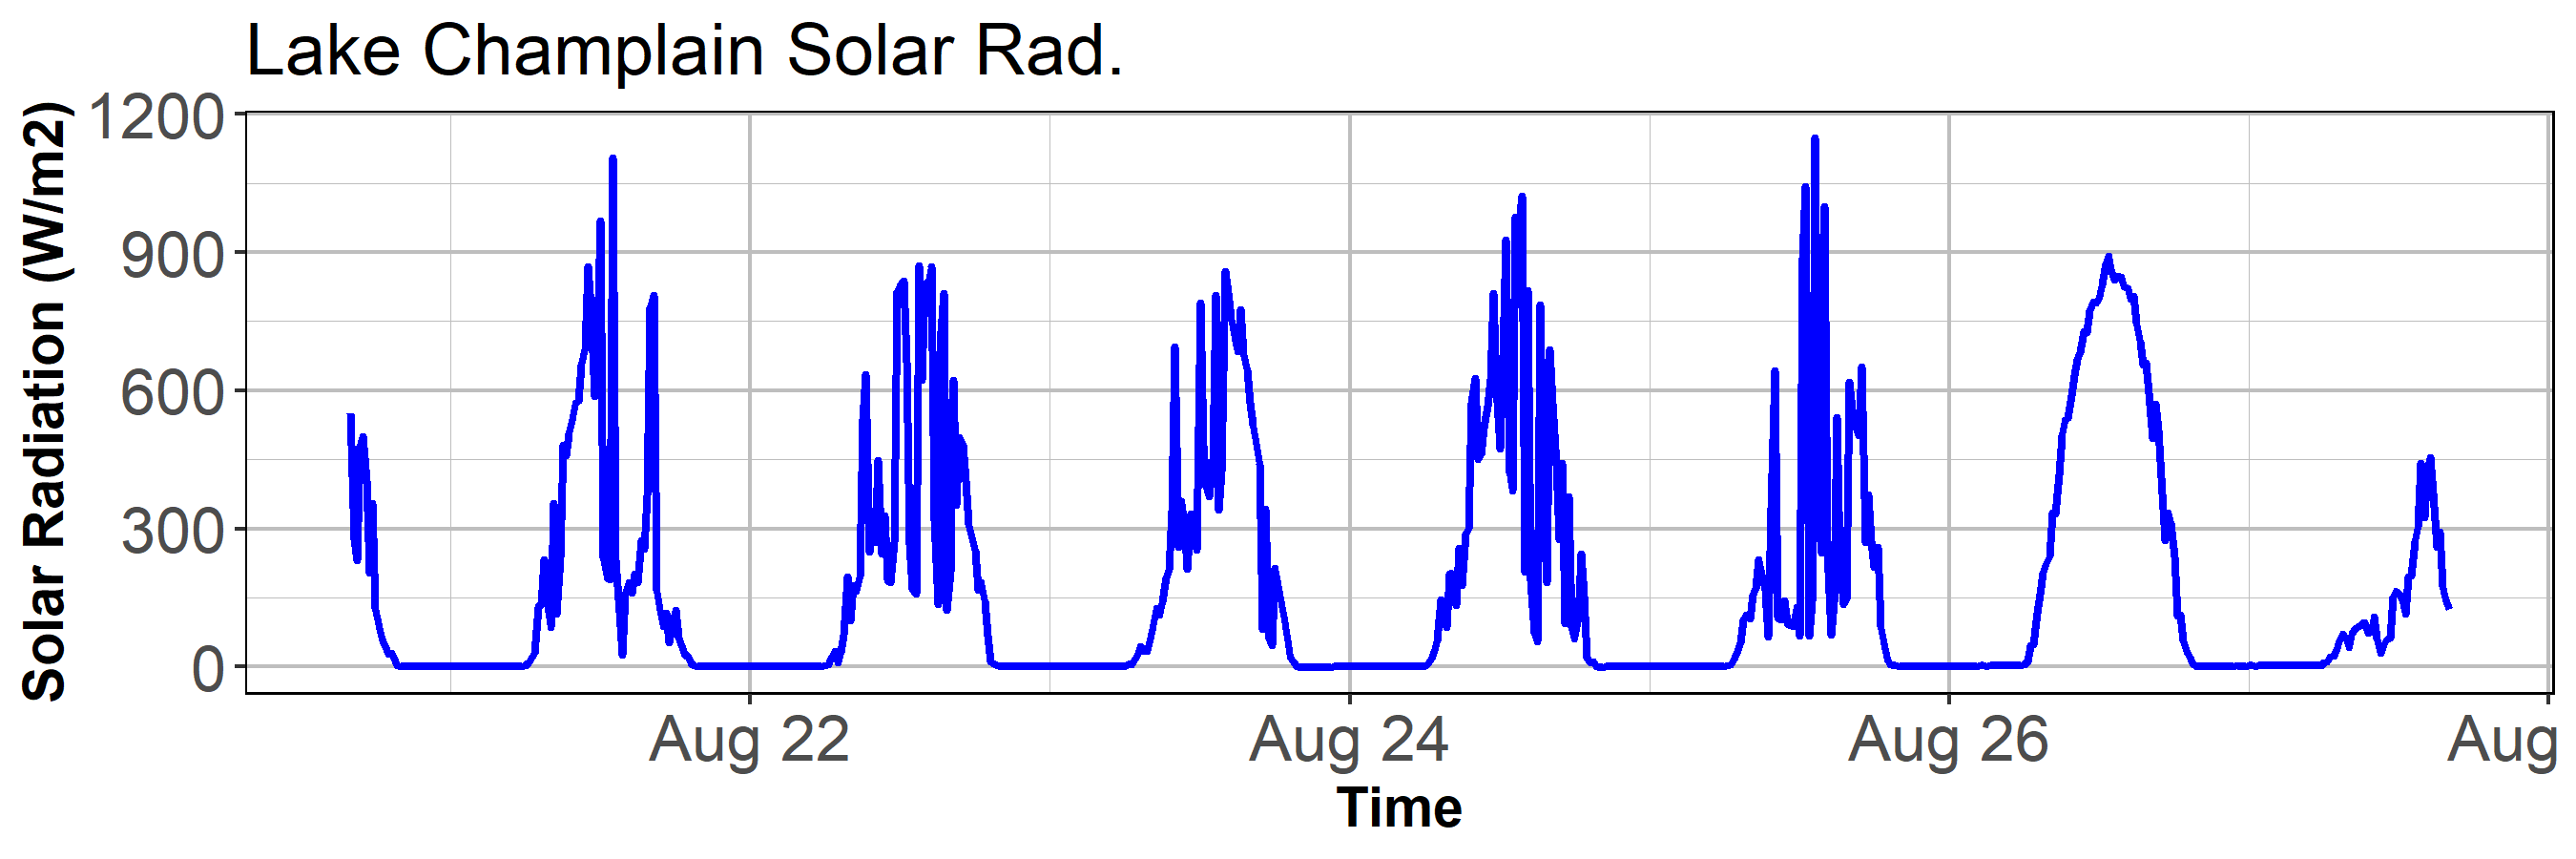 Lake Champlain Solar Rad.
Solar Radiation (W/m2)
1200
900
600
300
0
Aug 22
Aug 24
Aug 26
Aug
Time